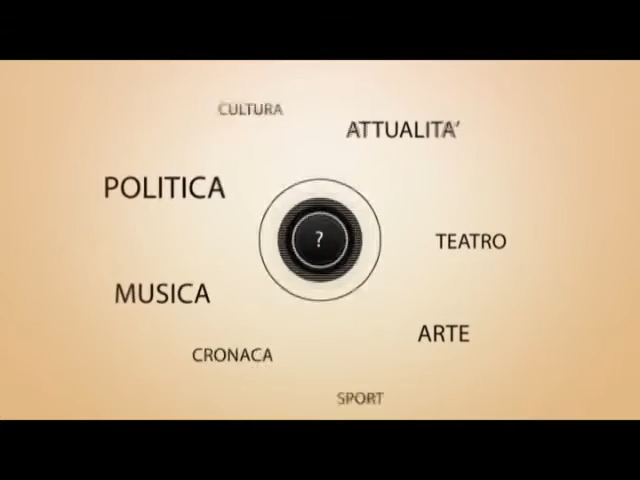 CULTURA
ATTUALITA’
POLITICA
?
TEATRO
MUSICA
ARTE
CRONACA
SPORT